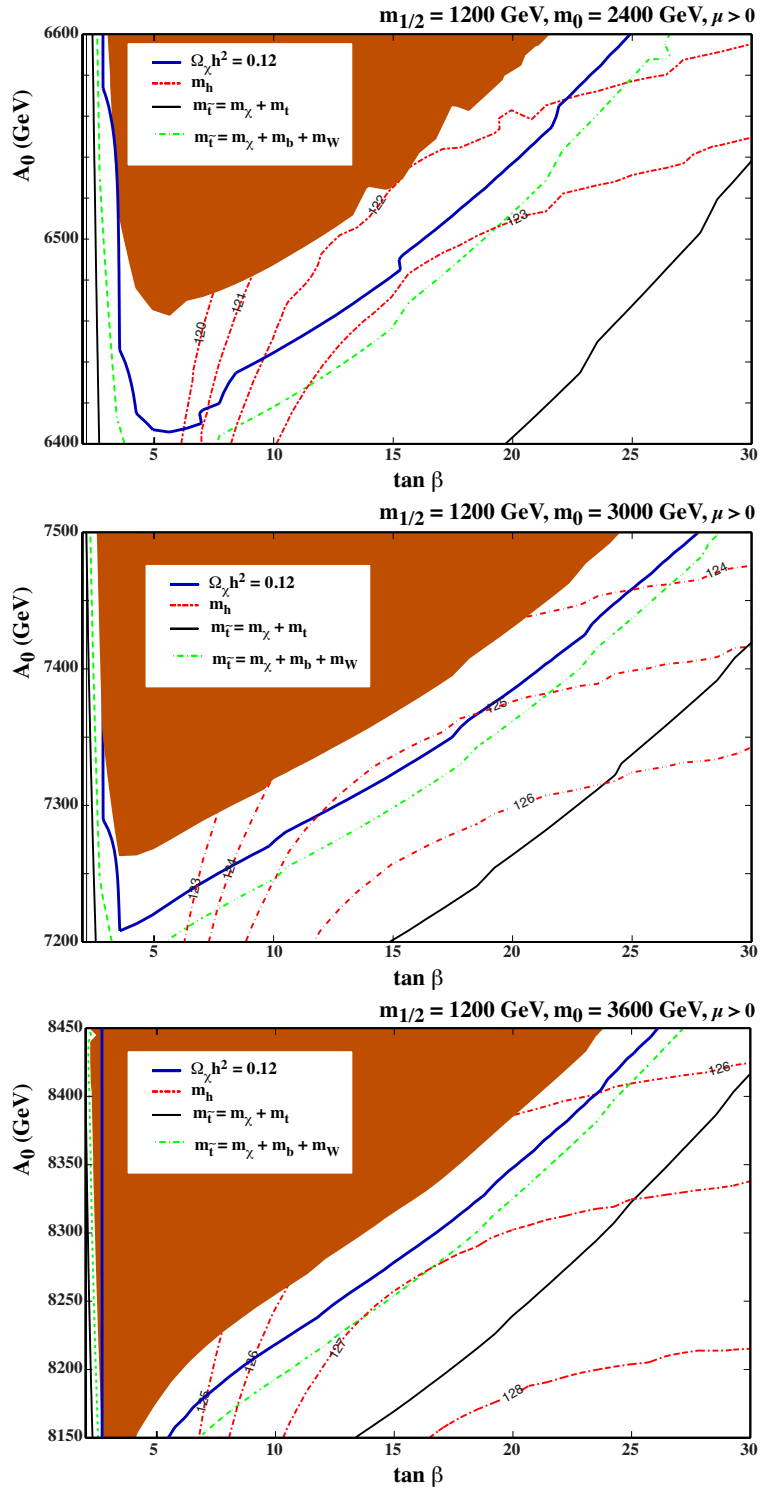 m1/2 = 1200 GeV, m0 = 2400 GeV, μ > 0
6600
6500
6400
A0 (GeV)
Ωχh² = 0.12
mh
mt̃ = mχ + mt
mt̃ = mχ + mb + mW
122
123
121
120
5 10 15 20 25 30
tan β
m1/2 = 1200 GeV, m0 = 3000 GeV, μ > 0
7500
7400
7300
7200
A0 (GeV)
Ωχh² = 0.12
mh
mt̃ = mχ + mt
mt̃ = mχ + mb + mW
124
125
126
124
123
5 10 15 20 25 30
tan β
m1/2 = 1200 GeV, m0 = 3600 GeV, μ > 0
8450
8400
8350
8300
8250
8200
8150
A0 (GeV)
Ωχh² = 0.12
mh
mt̃ = mχ + mt
mt̃ = mχ + mb + mW
126
127
126
125
128
5 10 15 20 25 30
tan β